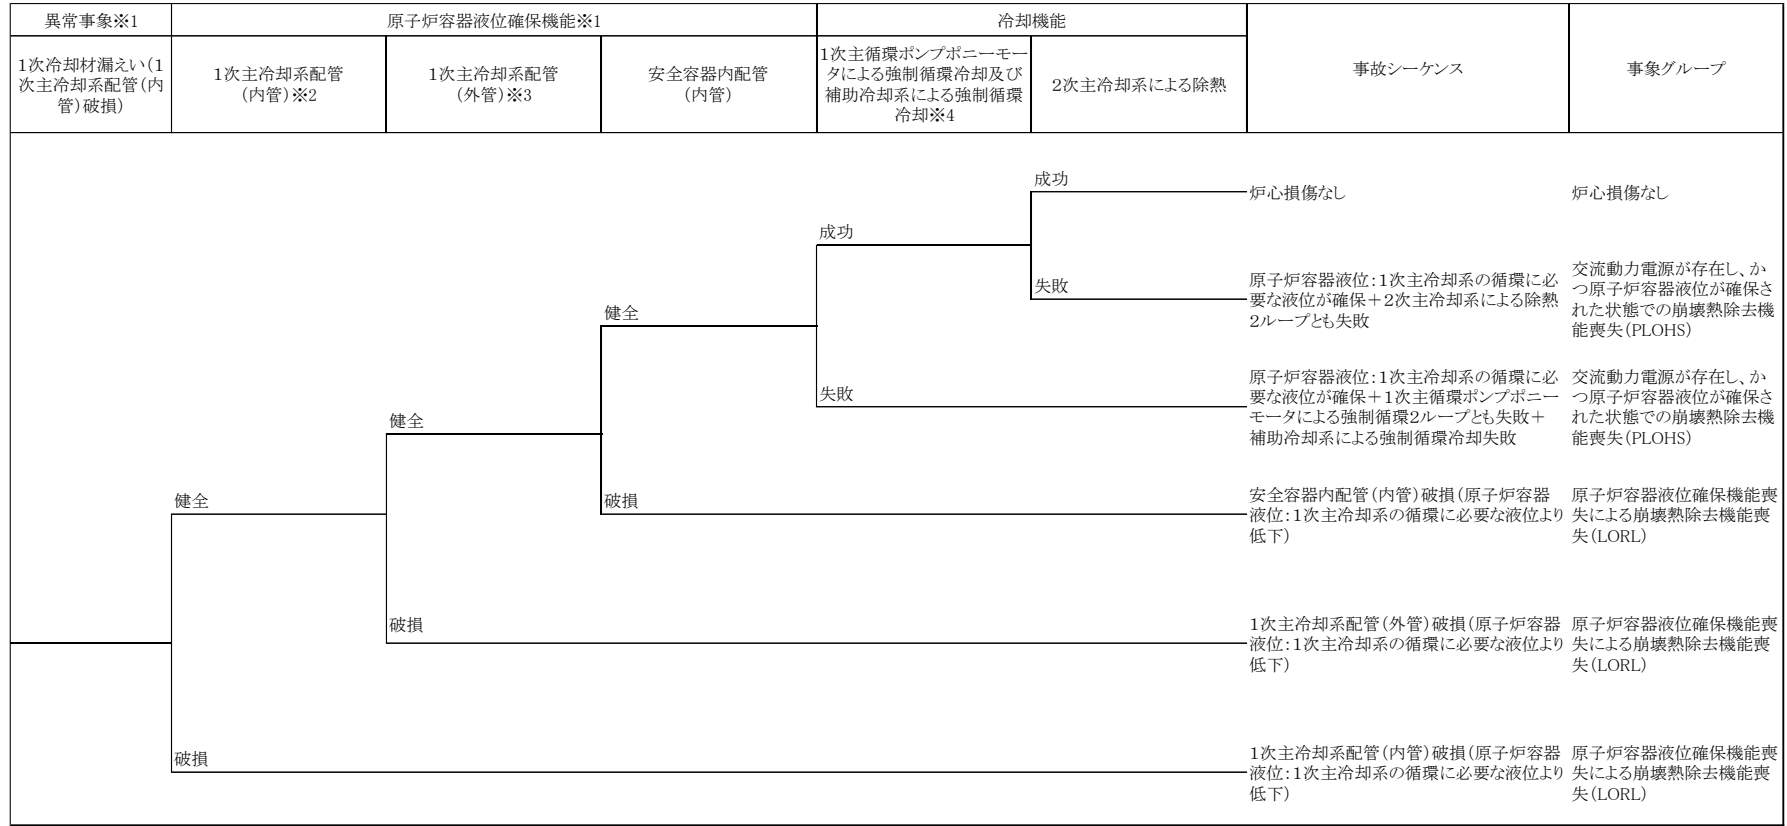 異常事象※1
原子炉容器液位確保機能※1
冷却機能
事故シーケンス
事象グループ
1次冷却材漏えい(1
次主冷却系配管(内
管)破損)
1次主冷却系配管
(内管)※2
1次主冷却系配管
(外管)※3
安全容器内配管
(内管)
1次主循環ポンプポニーモー
タによる強制循環冷却及び
補助冷却系による強制循環
冷却※4
2次主冷却系による除熱
成功
炉心損傷なし
炉心損傷なし
成功
失敗
原子炉容器液位:1次主冷却系の循環に必
要な液位が確保+2次主冷却系による除熱
2ループとも失敗
交流動力電源が存在し、か
つ原子炉容器液位が確保さ
れた状態での崩壊熱除去機
能喪失(PLOHS)
健全
失敗
原子炉容器液位:1次主冷却系の循環に必
要な液位が確保+1次主循環ポンプポニー
モータによる強制循環2ループとも失敗+
補助冷却系による強制循環冷却失敗
交流動力電源が存在し、か
つ原子炉容器液位が確保さ
れた状態での崩壊熱除去機
能喪失(PLOHS)
健全
破損
安全容器内配管(内管)破損(原子炉容器
液位:1次主冷却系の循環に必要な液位より
低下)
原子炉容器液位確保機能喪
失による崩壊熱除去機能喪
失(LORL)
健全
破損
1次主冷却系配管(外管)破損(原子炉容器
液位:1次主冷却系の循環に必要な液位より
低下)
原子炉容器液位確保機能喪
失による崩壊熱除去機能喪
失(LORL)
破損
1次主冷却系配管(内管)破損(原子炉容器
液位:1次主冷却系の循環に必要な液位より
低下)
原子炉容器液位確保機能喪
失による崩壊熱除去機能喪
失(LORL)